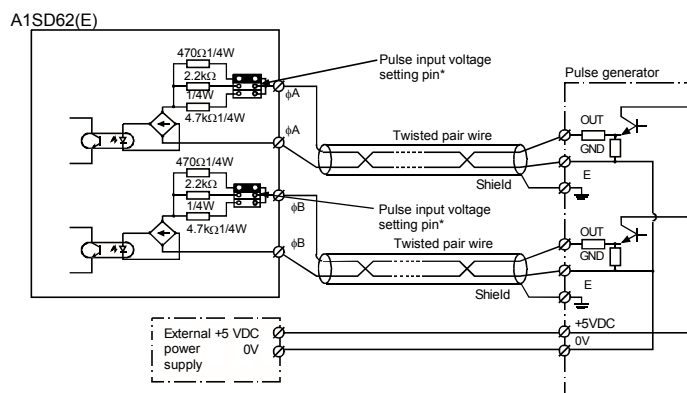 A1SD62(E)
470Ω1/4W
2.2kΩ
1/4W
4.7kΩ1/4W
Pulse input voltage
setting pin*
ϕA
ϕA
Pulse generator
OUT
GND
Twisted pair wire
E
Shield
470Ω1/4W
2.2kΩ
1/4W
4.7kΩ1/4W
ϕB
Pulse input voltage
setting pin*
ϕB
OUT
GND
Twisted pair wire
E
Shield
External +5 VDC
power 0V
supply
+5VDC
0V